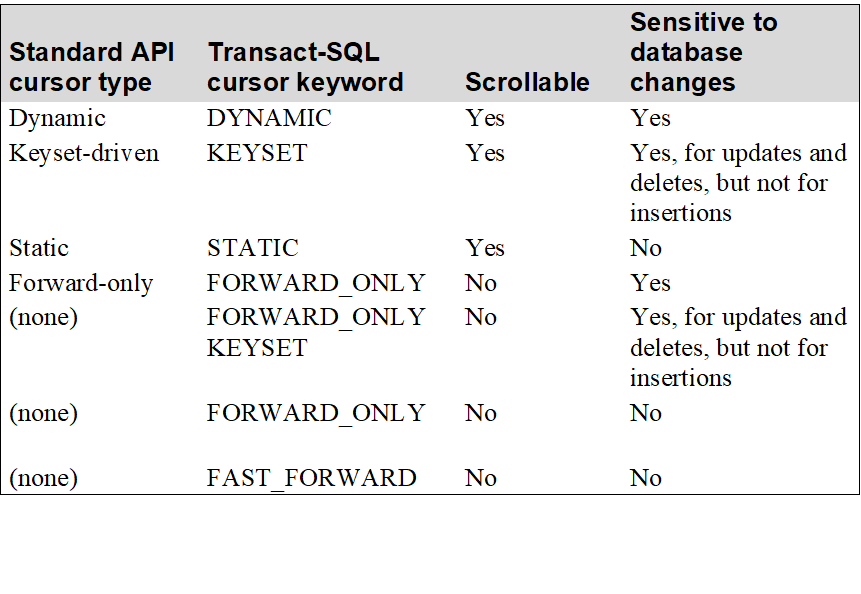 Standard API cursor type Transact-SQL cursor keyword Scrollable Sensitive to database changes
Dynamic DYNAMIC Yes Yes
Keyset-driven KEYSET Yes Yes, for updates and
deletes, but not for
insertions
Static STATIC Yes No
Forward-only FORWARD_ONLY No Yes
(none) FORWARD_ONLY No Yes, for updates and
KEYSET deletes, but not for
insertions
(none) FORWARD_ONLY No No
(none) FAST_FORWARD No No